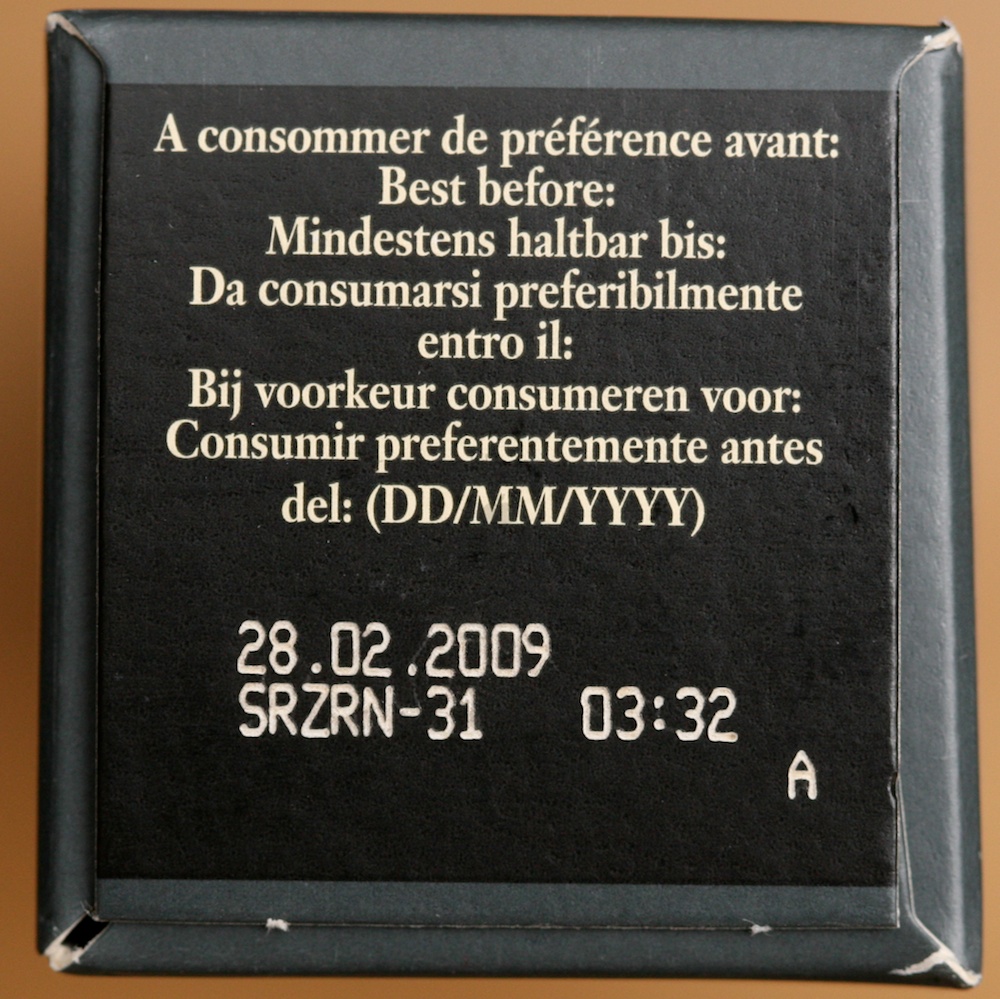 A consommer de préférence avant:
Best before:
Mindestens haltbar bis:
Da consumarsi preferibilmente
entro il:
Bij voorkeur consumeren voor:
Consumir preferentemente antes
del: (DD/MM/YYYY)
28.02.2009
SRZRN-31 03:32
A